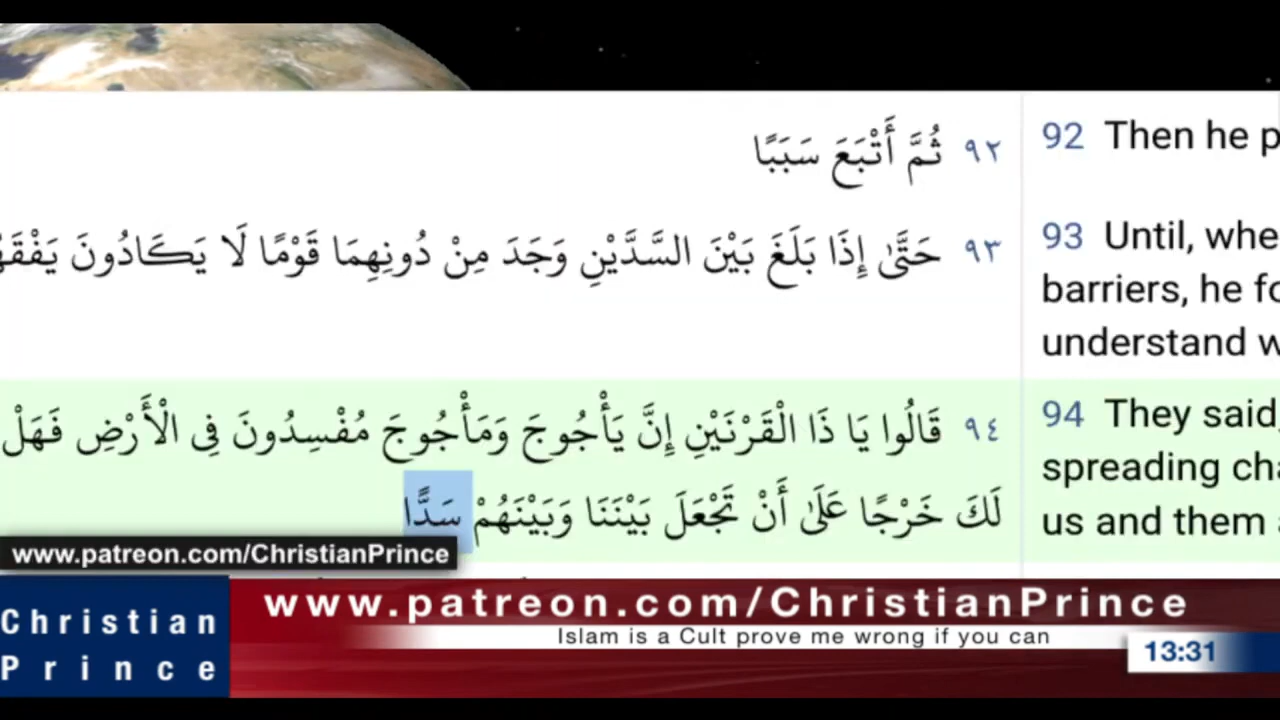 ٩٢ ثُمَّ أَتْبَعَ سَبَبًا
92 Then he p
٩٣ حَتَّىٰ إِذَا بَلَغَ بَيْنَ السَّدَّيْنِ وَجَدَ مِنْ دُونِهِمَا قَوْمًا لَا يَكَادُونَ
93 Until, whe
barriers, he fo
understand w
٩٤ قَالُوا يَا ذَا الْقَرْنَيْنِ إِنَّ يَأْجُوجَ وَمَأْجُوجَ مُفْسِدُونَ فِي الْأَرْضِ فَهَلْ
لَكَ خَرْجًا عَلَىٰ أَنْ تَجْعَلَ بَيْنَنَا وَبَيْنَهُمْ سَدًّا
94 They said,
spreading cha
us and them
www.patreon.com/ChristianPrince
Christian
Prince
www.patreon.com/ChristianPrince
Islam is a Cult prove me wrong if you can
13:31